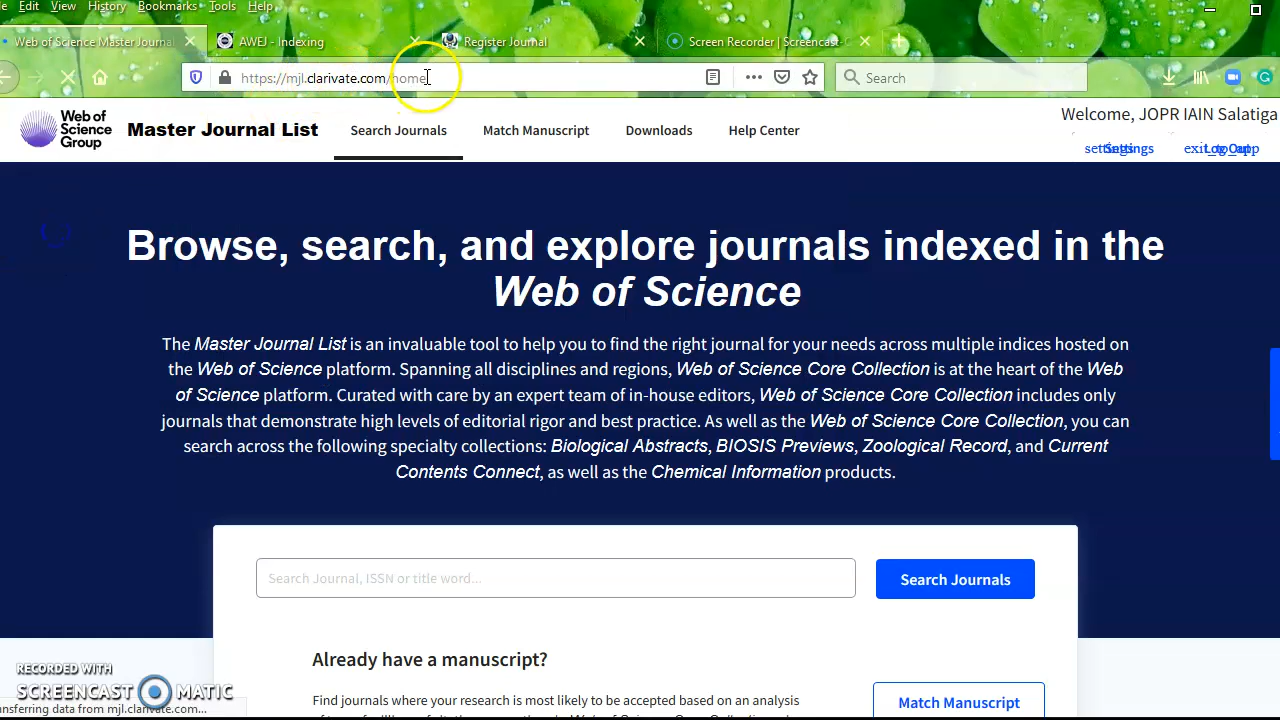 Edit View History Bookmarks Tools Help
Web of Science Master Journal
AWEJ - Indexing
Register Journal
Screen Recorder | Screencast-O
https://mjl.clarivate.com/home
Search
Web of Science Group
Master Journal List
Search Journals
Match Manuscript
Downloads
Help Center
Welcome, JOPR IAIN Salatiga
Settings
Log Out
Browse, search, and explore journals indexed in the
Web of Science
The Master Journal List is an invaluable tool to help you to find the right journal for your needs across multiple indices hosted on
the Web of Science platform. Spanning all disciplines and regions, Web of Science Core Collection is at the heart of the Web
of Science platform. Curated with care by an expert team of in-house editors, Web of Science Core Collection includes only
journals that demonstrate high levels of editorial rigor and best practice. As well as the Web of Science Core Collection, you can
search across the following specialty collections: Biological Abstracts, BIOSIS Previews, Zoological Record, and Current
Contents Connect, as well as the Chemical Information products.
Search Journal, ISSN or title word...
Search Journals
Already have a manuscript?
Find journals where your research is most likely to be accepted based on an analysis
Match Manuscript
RECORDED WITH
SCREENCAST MATIC
ansferring data from mjl.clarivate.com...